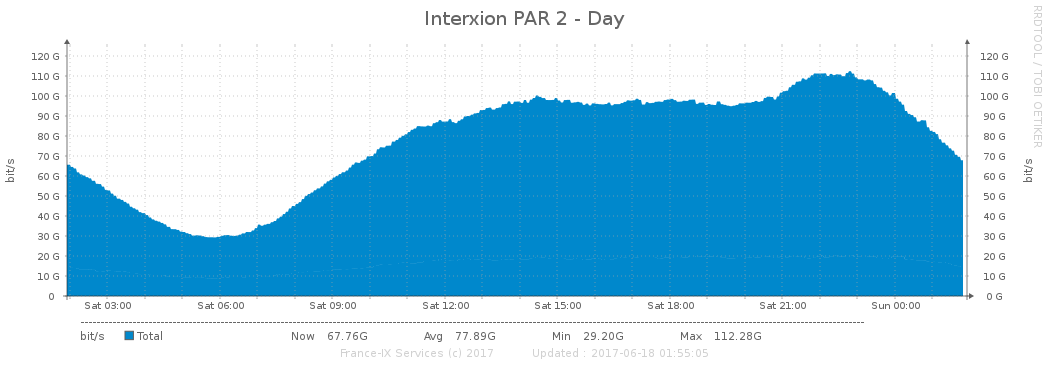 Interxion PAR 2 - Day
RRDTOOL / TOBI OETIKER
120 G 120 G
110 G 110 G
100 G 100 G
90 G 90 G
80 G 80 G
70 G 70 G
60 G 60 G
50 G 50 G
40 G 40 G
30 G 30 G
20 G 20 G
10 G 10 G
0 0 G
bit/s
bit/s
Sat 03:00 Sat 06:00 Sat 09:00 Sat 12:00 Sat 15:00 Sat 18:00 Sat 21:00 Sun 00:00
bit/s Total Now 67.76G Avg 77.89G Min 29.20G Max 112.28G
France-IX Services (c) 2017 Updated : 2017-06-18 01:55:05